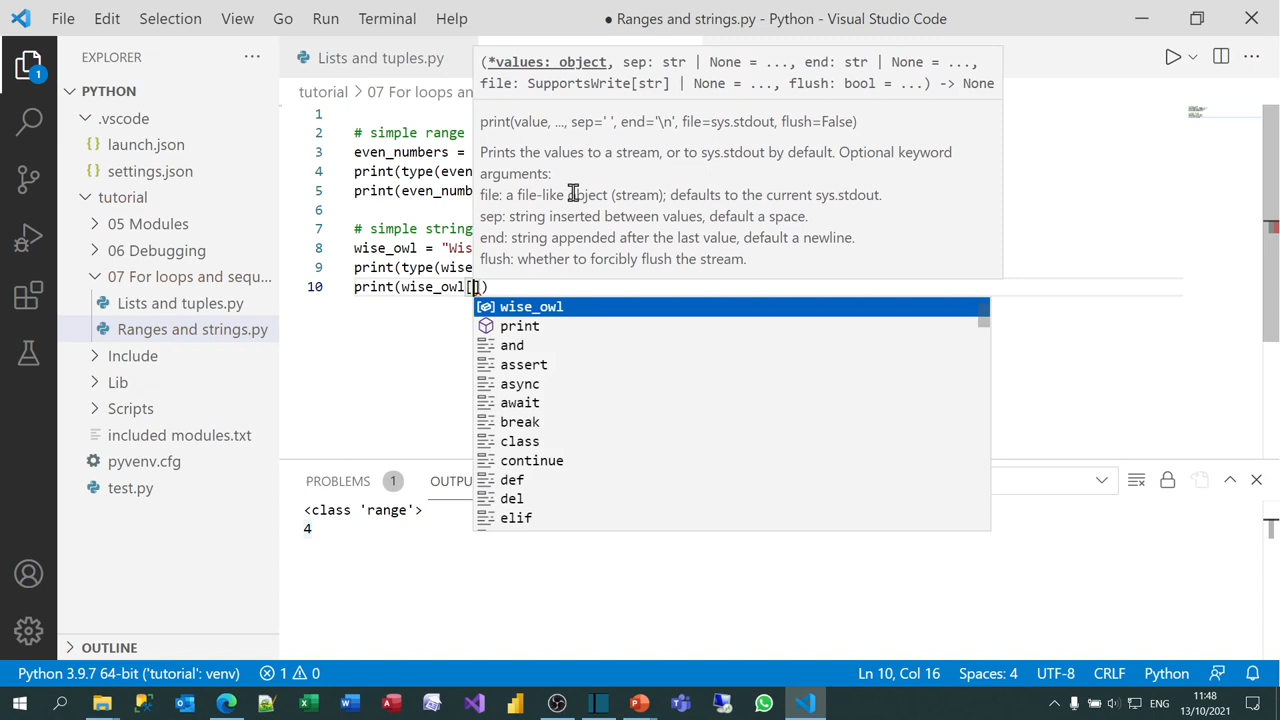 File Edit Selection View Go Run Terminal Help
● Ranges and strings.py - Python - Visual Studio Code
EXPLORER
PYTHON
.vscode
launch.json
settings.json
tutorial
05 Modules
06 Debugging
07 For loops and sequ...
Lists and tuples.py
Ranges and strings.py
Include
Lib
Scripts
included modules.txt
pyvenv.cfg
test.py
OUTLINE
1
Lists and tuples.py
tutorial > 07 For loops an
1
2 # simple range
3 even_numbers =
4 print(type(even
5 print(even_numb
6
7 # simple string
8 wise_owl = "Wis
9 print(type(wise
10 print(wise_owl[])
(*values: object, sep: str | None = ..., end: str | None = ...,
file: SupportsWrite[str] | None = ..., flush: bool = ...) -> None
print(value, ..., sep=' ', end='\n', file=sys.stdout, flush=False)
Prints the values to a stream, or to sys.stdout by default. Optional keyword
arguments:
file: a file-like object (stream); defaults to the current sys.stdout.
sep: string inserted between values, default a space.
end: string appended after the last value, default a newline.
flush: whether to forcibly flush the stream.
wise_owl
print
and
assert
async
await
break
class
continue
def
del
elif
PROBLEMS 1 OUTPU
<class 'range'>
4
Python 3.9.7 64-bit ('tutorial': venv) 1 0 Ln 10, Col 16 Spaces: 4 UTF-8 CRLF Python
ENG
11:48
13/10/2021